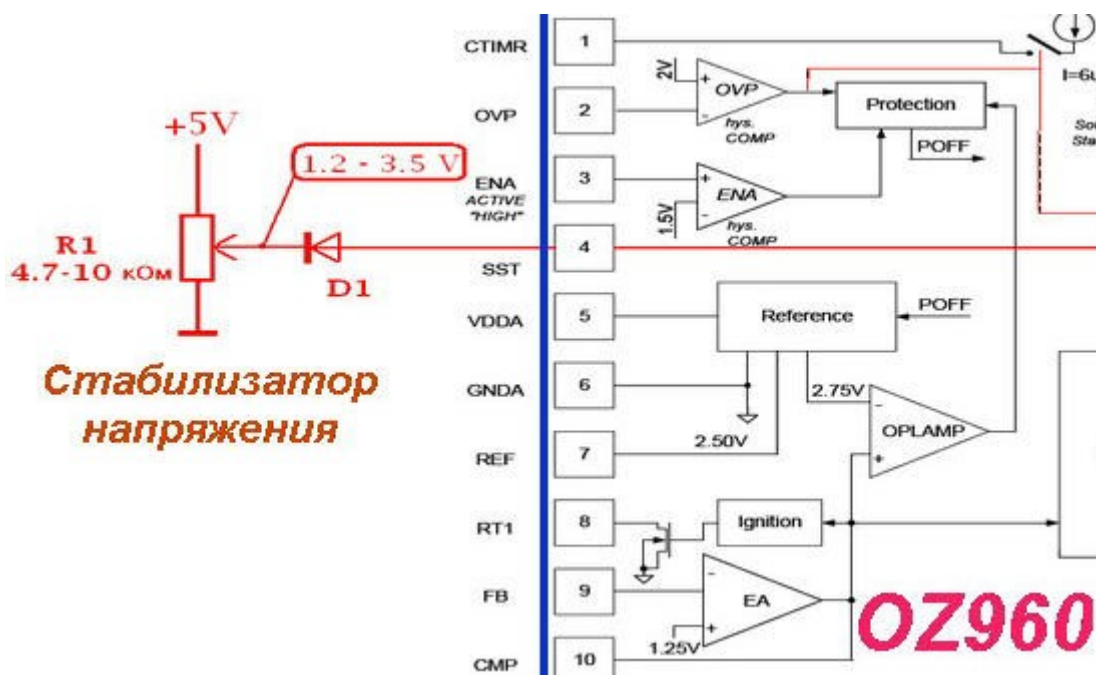 CTIMR
1
I=6u
2V
OVP
Protection
+5V
OVP
2
hys.
COMP
POFF
1.2 - 3.5 V
ENA
ACTIVE
"HIGH"
3
ENA
1.5V
hys.
COMP
R1
4.7-10 кОм
D1
SST
4
VDDA
5
Reference
POFF
Стабилизатор
напряжения
GNDA
6
2.75V
OPLAMP
2.50V
REF
7
RT1
8
Ignition
FB
9
EA
1.25V
OZ960
CMP
10